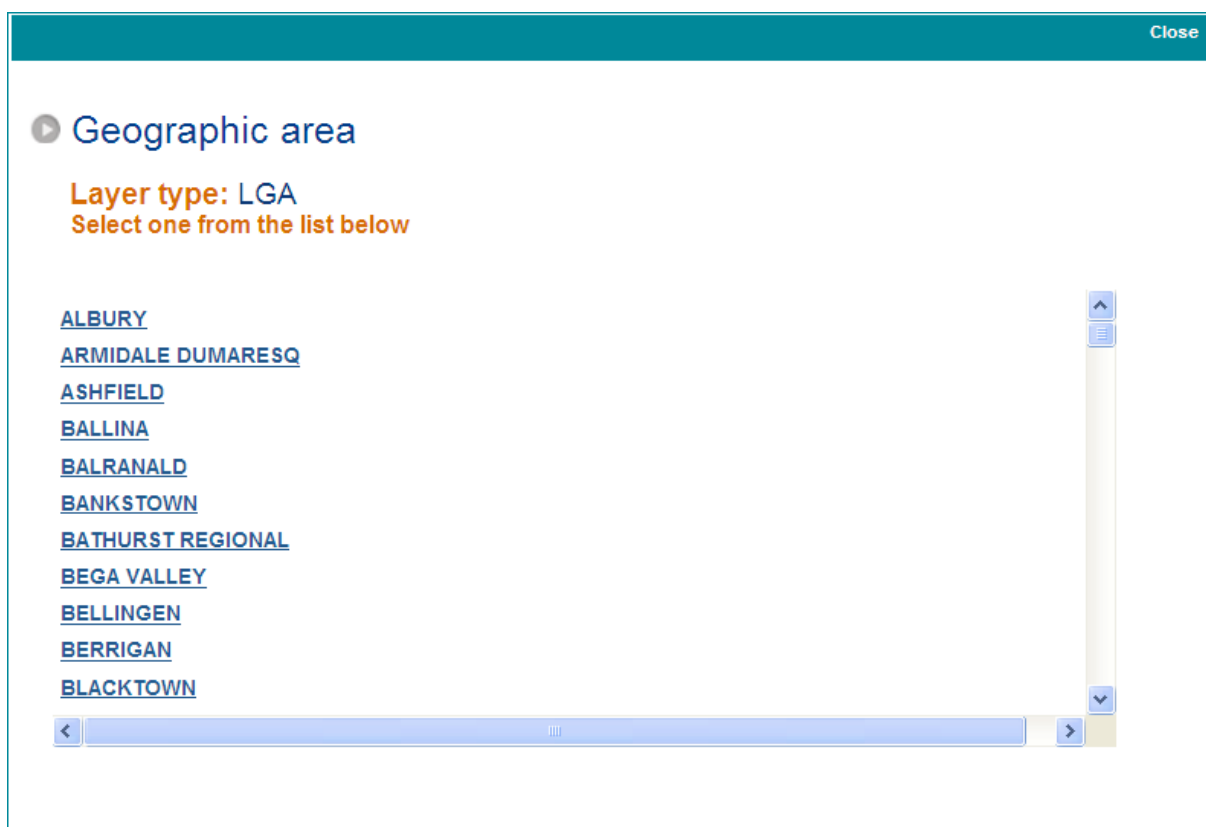 Close
Geographic area
Layer type: LGA
Select one from the list below
ALBURY
ARMIDALE DUMARESQ
ASHFIELD
BALLINA
BALRANALD
BANKSTOWN
BATHURST REGIONAL
BEGA VALLEY
BELLINGEN
BERRIGAN
BLACKTOWN